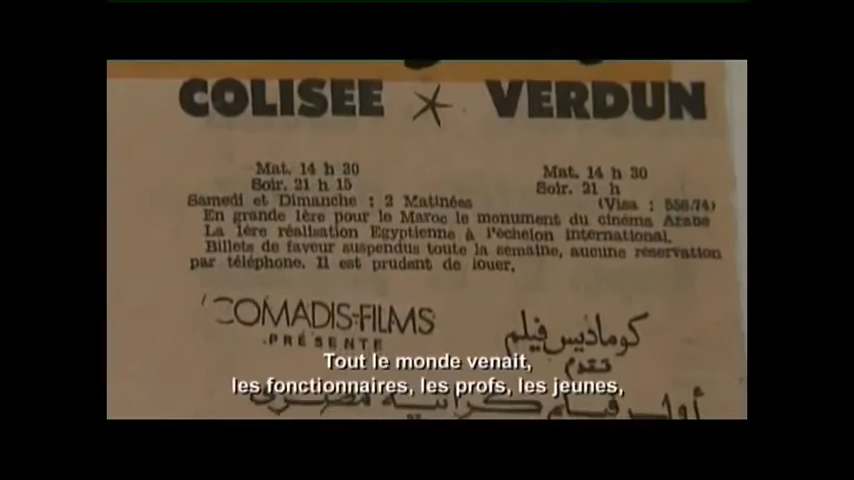 COLISEE * VERDUN
Mat. 14 h 30
Soir. 21 h 15
Mat. 14 h 30
Soir. 21 h
Samedi et Dimanche : 2 Matinées (Visa : 558.74)
En grande 1ère pour le Maroc le monument du cinéma Arabe
La 1ère réalisation Egyptienne à l'échelon international.
Billets de faveur suspendus toute la semaine, aucune réservation
par téléphone. Il est prudent de louer.
COMADIS-FILMS
PRÉSENTE
كوماديس فيلم
تقدم
Tout le monde venait,
les fonctionnaires, les profs, les jeunes,